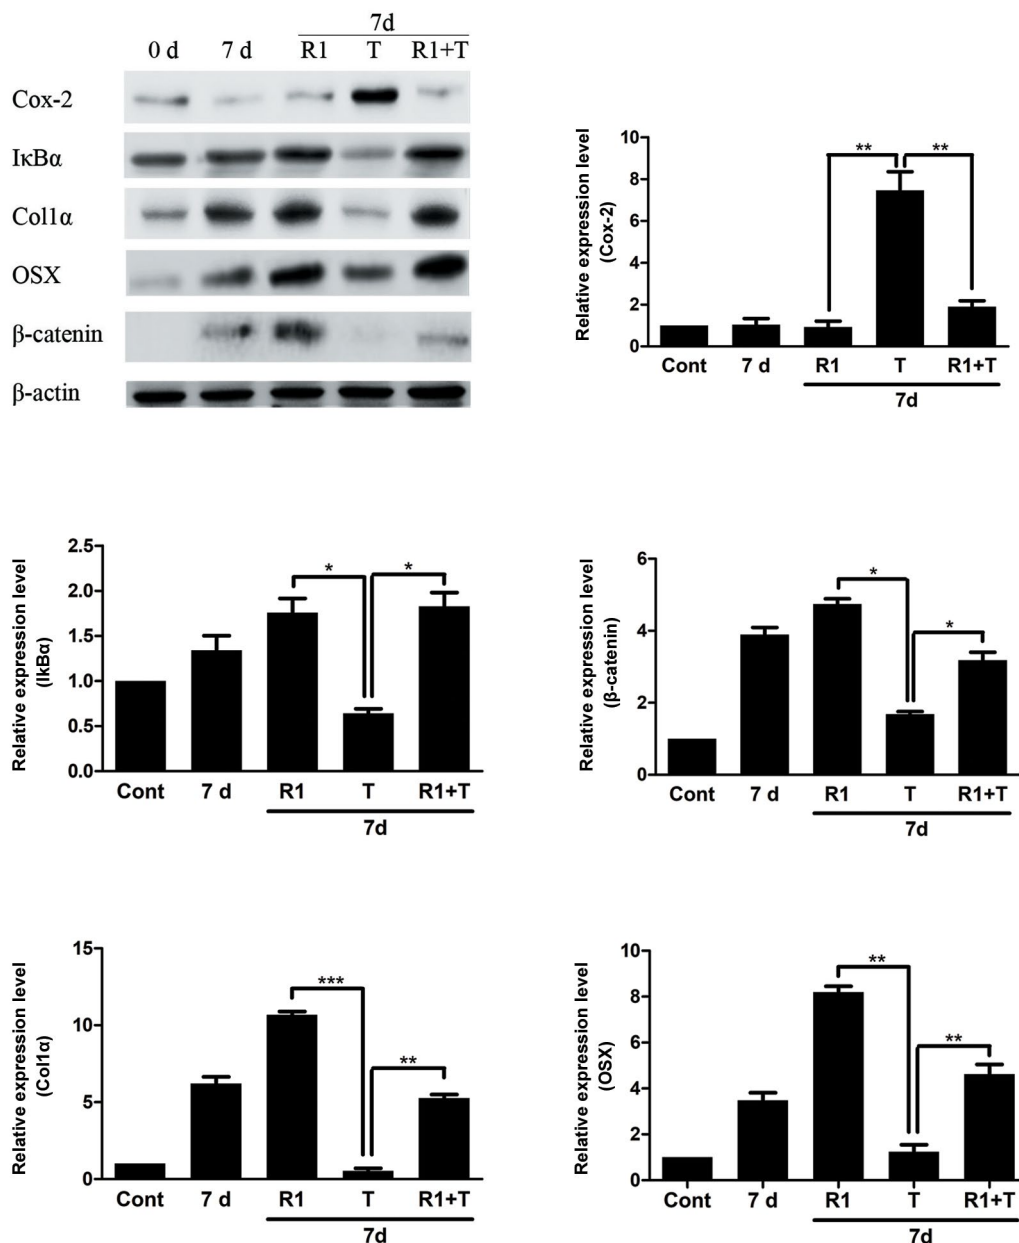 7d
0 d 7 d R1 T R1+T
Cox-2
IκBα
Col1α
OSX
β-catenin
β-actin
Relative expression level
(Cox-2)
10
8
6
4
2
0
** **
Cont 7 d R1 T R1+T
7d
Relative expression level
(IkBα)
2.5
2.0
1.5
1.0
0.5
0.0
* *
Cont 7 d R1 T R1+T
7d
Relative expression level
(β-catenin)
6
4
2
0
*
*
Cont 7 d R1 T R1+T
7d
Relative expression level
(Col1α)
15
10
5
0
***
**
Cont 7 d R1 T R1+T
7d
Relative expression level
(OSX)
10
8
6
4
2
0
**
**
Cont 7 d R1 T R1+T
7d